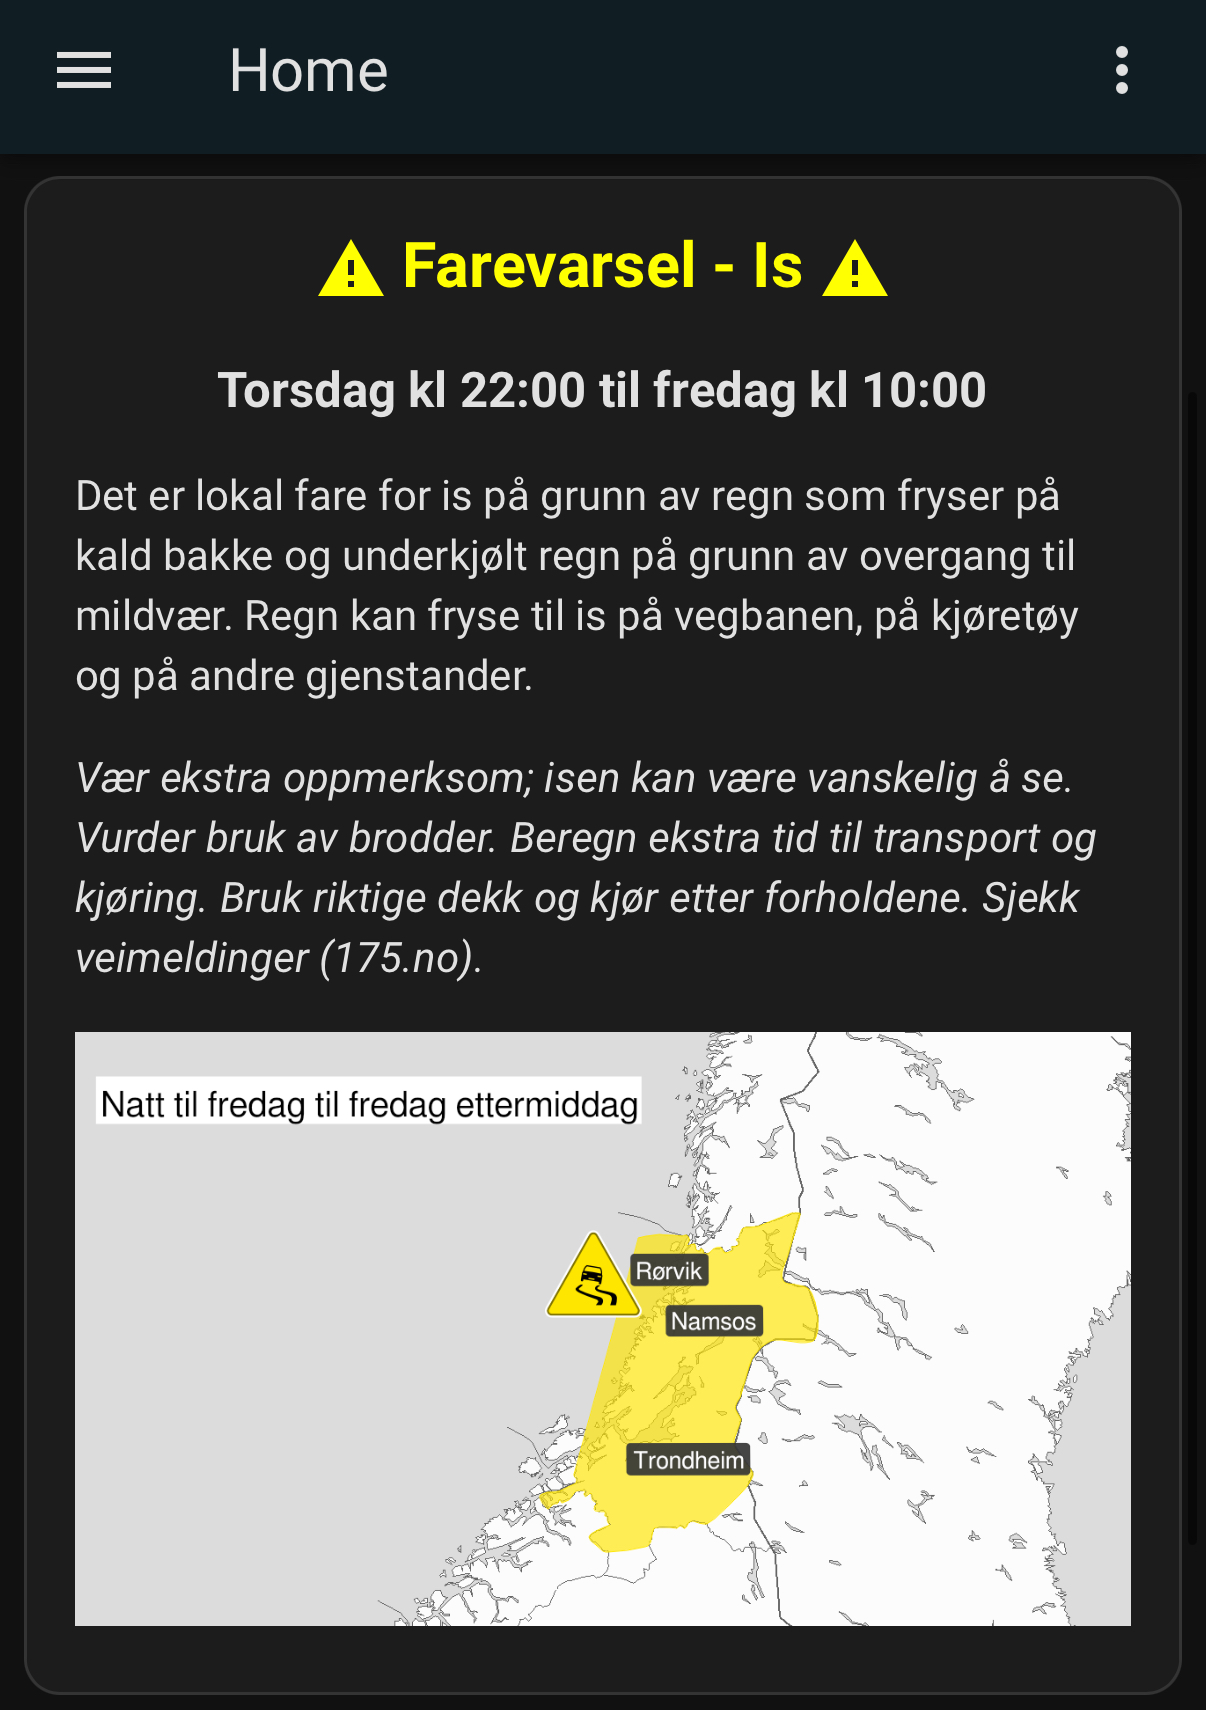 Home
Farevarsel - Is
Torsdag kl 22:00 til fredag kl 10:00
Det er lokal fare for is på grunn av regn som fryser på
kald bakke og underkjølt regn på grunn av overgang til
mildvær. Regn kan fryse til is på vegbanen, på kjøretøy
og på andre gjenstander.
Vær ekstra oppmerksom; isen kan være vanskelig å se.
Vurder bruk av brodder. Beregn ekstra tid til transport og
kjøring. Bruk riktige dekk og kjør etter forholdene. Sjekk
veimeldinger (175.no).
Natt til fredag til fredag ettermiddag
Rørvik
Namsos
Trondheim